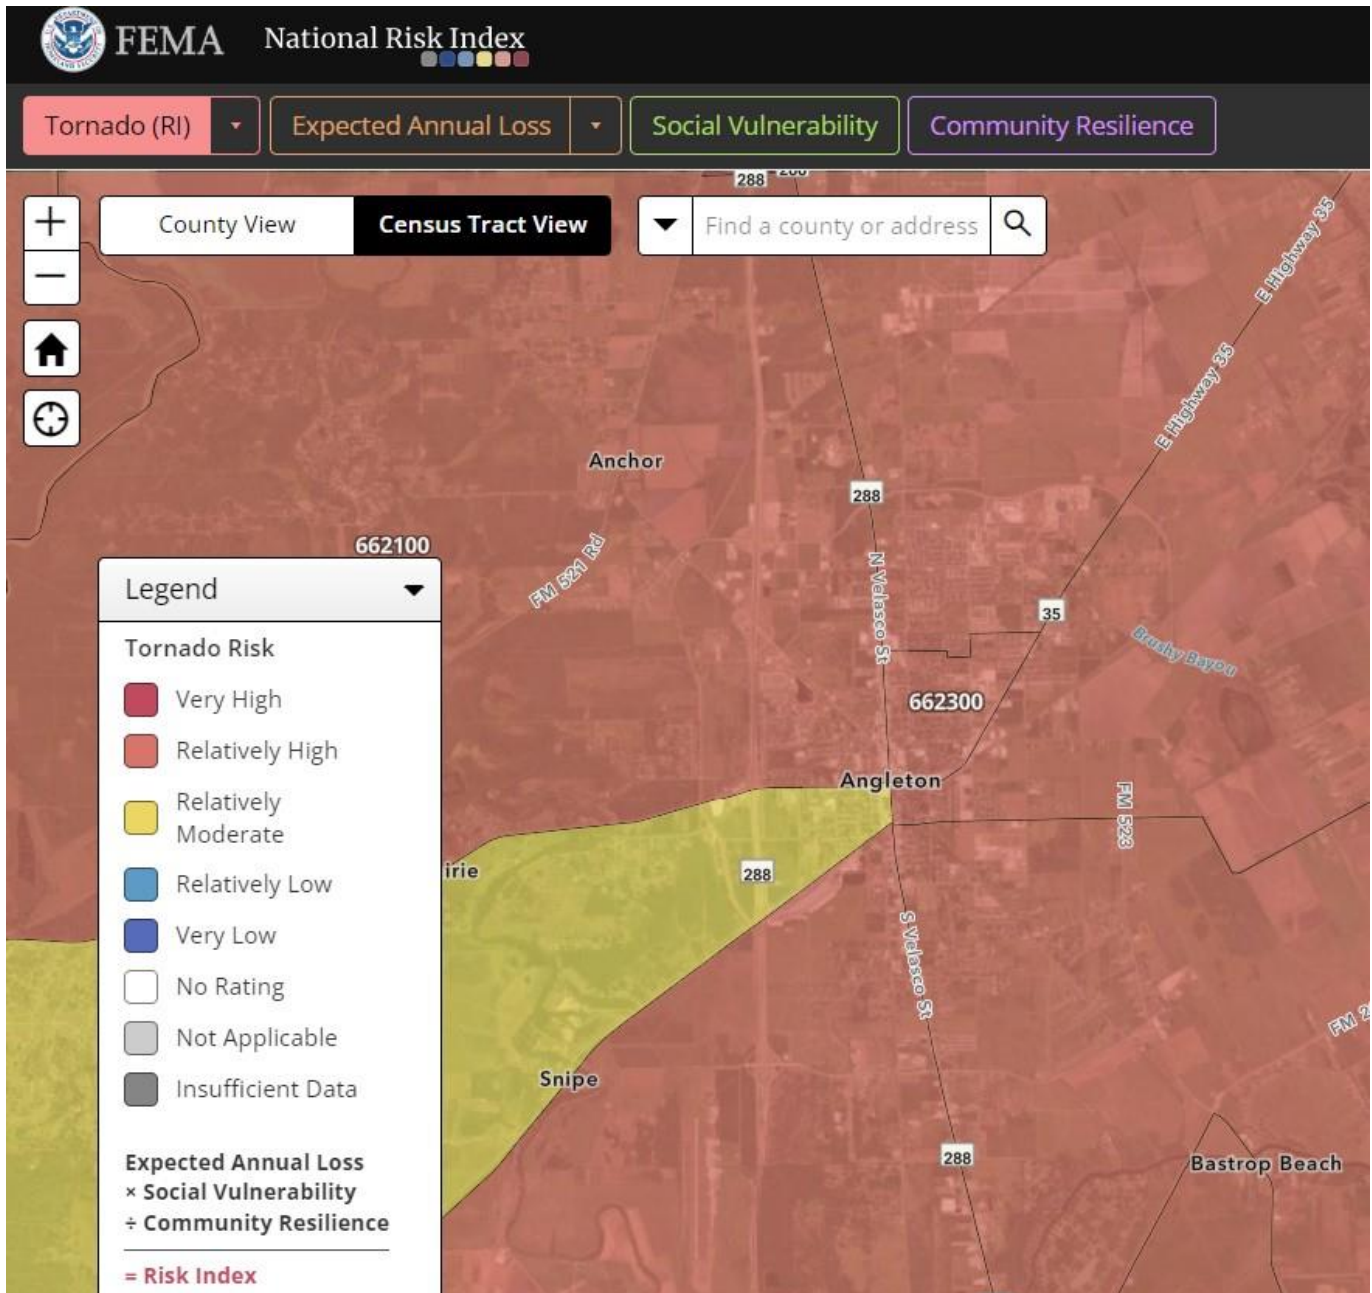 FEMA National Risk Index
Tornado (RI) Expected Annual Loss Social Vulnerability Community Resilience
288
County View Census Tract View Find a county or address
E Highway 35
E Highway 35
Anchor
288
662100
FM 521 Rd
N Velasco St
35
Brushy Bayou
662300
Angleton
FM 523
irie
288
S Velasco St
Snipe
FM 2
288
Bastrop Beach
Legend
Tornado Risk
Very High
Relatively High
Relatively
Moderate
Relatively Low
Very Low
No Rating
Not Applicable
Insufficient Data
Expected Annual Loss
× Social Vulnerability
÷ Community Resilience
= Risk Index